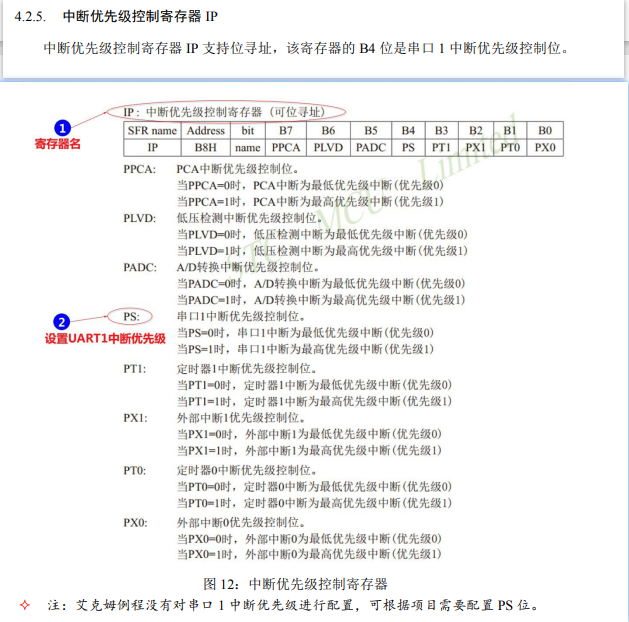 4.2.5. 中断优先级控制寄存器 IP
中断优先级控制寄存器 IP 支持位寻址，该寄存器的 B4 位是串口 1 中断优先级控制位。
IP：中断优先级控制寄存器（可位寻址）
1
寄存器名
SFR name Address bit B7 B6 B5 B4 B3 B2 B1 B0
IP B8H name PPCA PLVD PADC PS PT1 PX1 PT0 PX0
PPCA: PCA中断优先级控制位。
当PPCA=0时，PCA中断为最低优先级中断(优先级0)
当PPCA=1时，PCA中断为最高优先级中断(优先级1)
PLVD: 低压检测中断优先级控制位。
当PLVD=0时，低压检测中断为最低优先级中断(优先级0)
当PLVD=1时，低压检测中断为最高优先级中断(优先级1)
PADC: A/D转换中断优先级控制位。
当PADC=0时，A/D转换中断为最低优先级中断(优先级0)
当PADC=1时，A/D转换中断为最高优先级中断(优先级1)
2
设置UART1中断优先级
PS: 串口1中断优先级控制位。
当PS=0时，串口1中断为最低优先级中断(优先级0)
当PS=1时，串口1中断为最高优先级中断(优先级1)
PT1: 定时器1中断优先级控制位。
当PT1=0时，定时器1中断为最低优先级中断(优先级0)
当PT1=1时，定时器1中断为最高优先级中断(优先级1)
PX1: 外部中断1优先级控制位。
当PX1=0时，外部中断1为最低优先级中断(优先级0)
当PX1=1时，外部中断1为最高优先级中断(优先级1)
PT0: 定时器0中断优先级控制位。
当PT0=0时，定时器0中断为最低优先级中断(优先级0)
当PT0=1时，定时器0中断为最高优先级中断(优先级1)
PX0: 外部中断0优先级控制位。
当PX0=0时，外部中断0为最低优先级中断(优先级0)
当PX0=1时，外部中断0为最高优先级中断(优先级1)
MCU Limited
图 12：中断优先级控制寄存器
注：艾克姆例程没有对串口 1 中断优先级进行配置，可根据项目需要配置 PS 位。